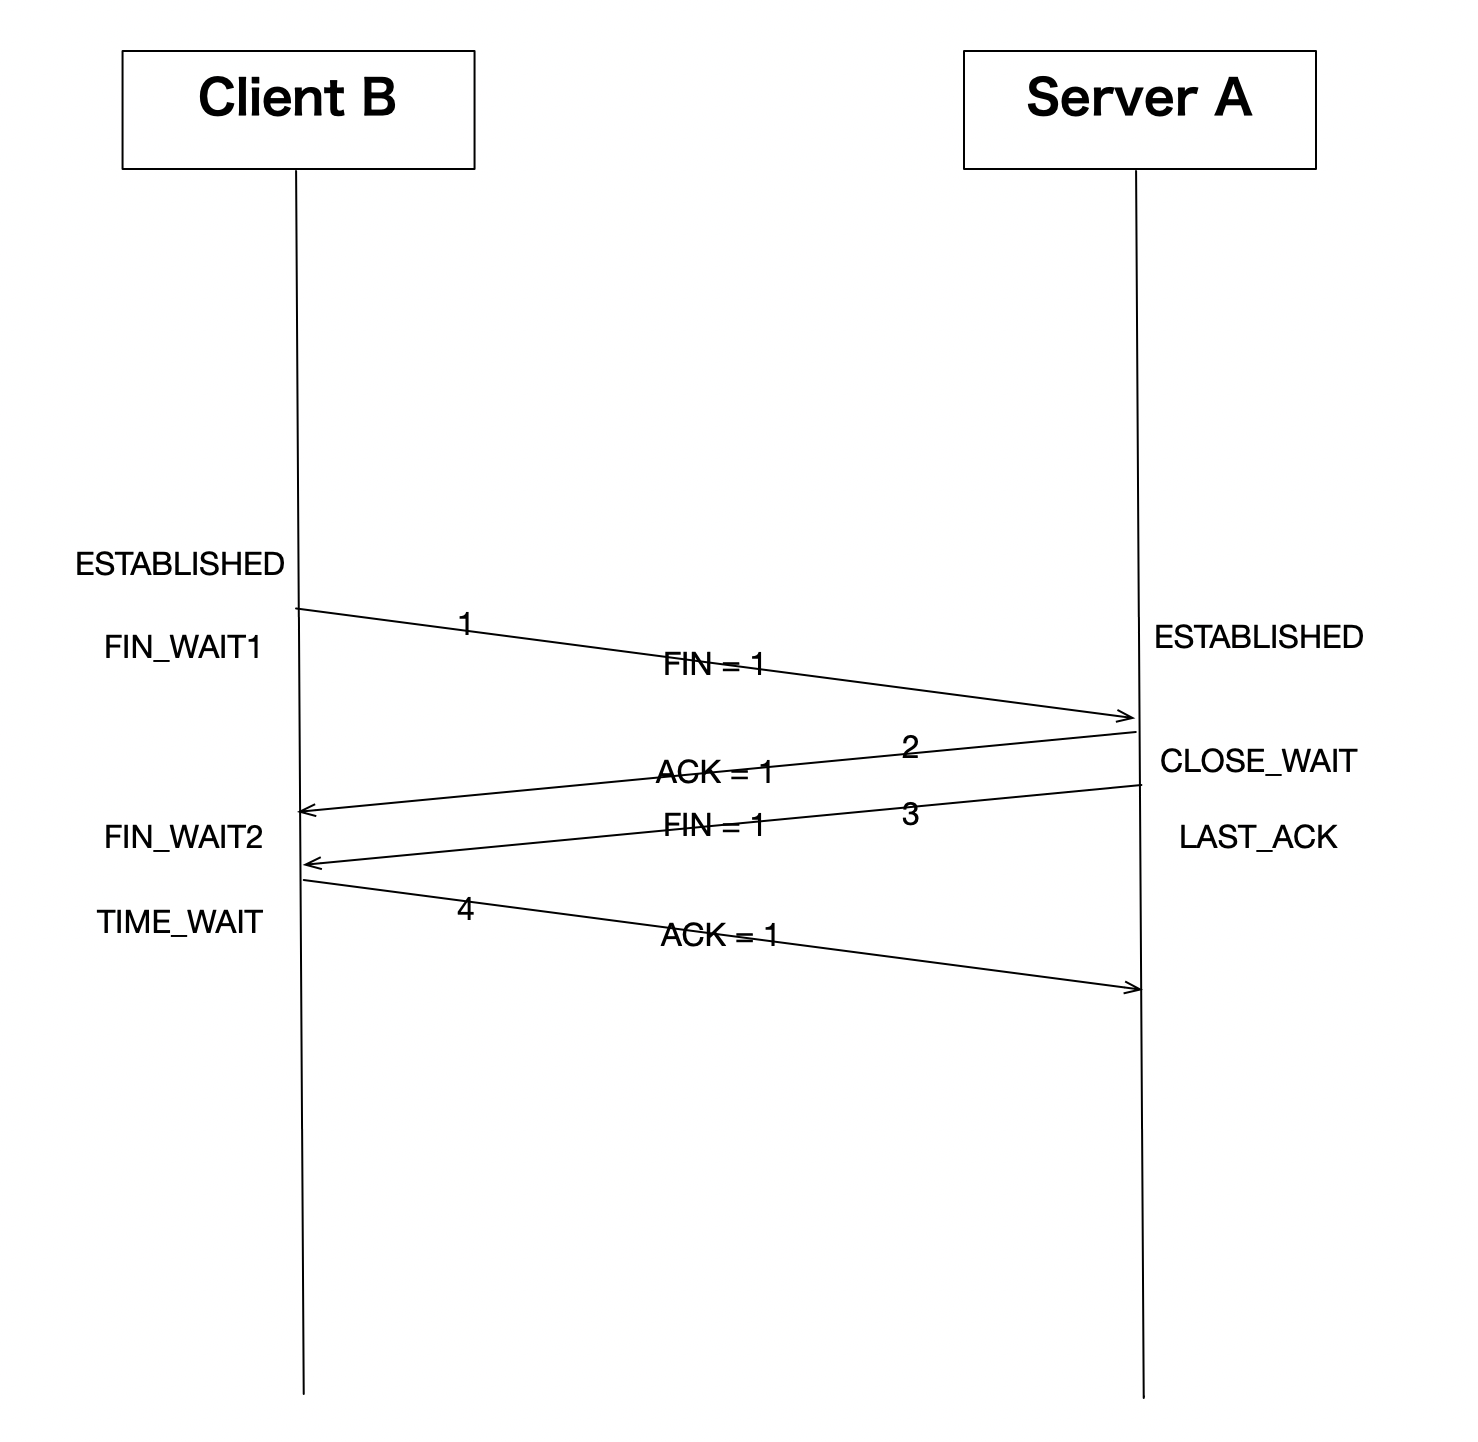 Client B
Server A
ESTABLISHED
1
FIN_WAIT1
FIN = 1
ESTABLISHED
2
ACK = 1
CLOSE_WAIT
3
FIN = 1
FIN_WAIT2
LAST_ACK
4
TIME_WAIT
ACK = 1